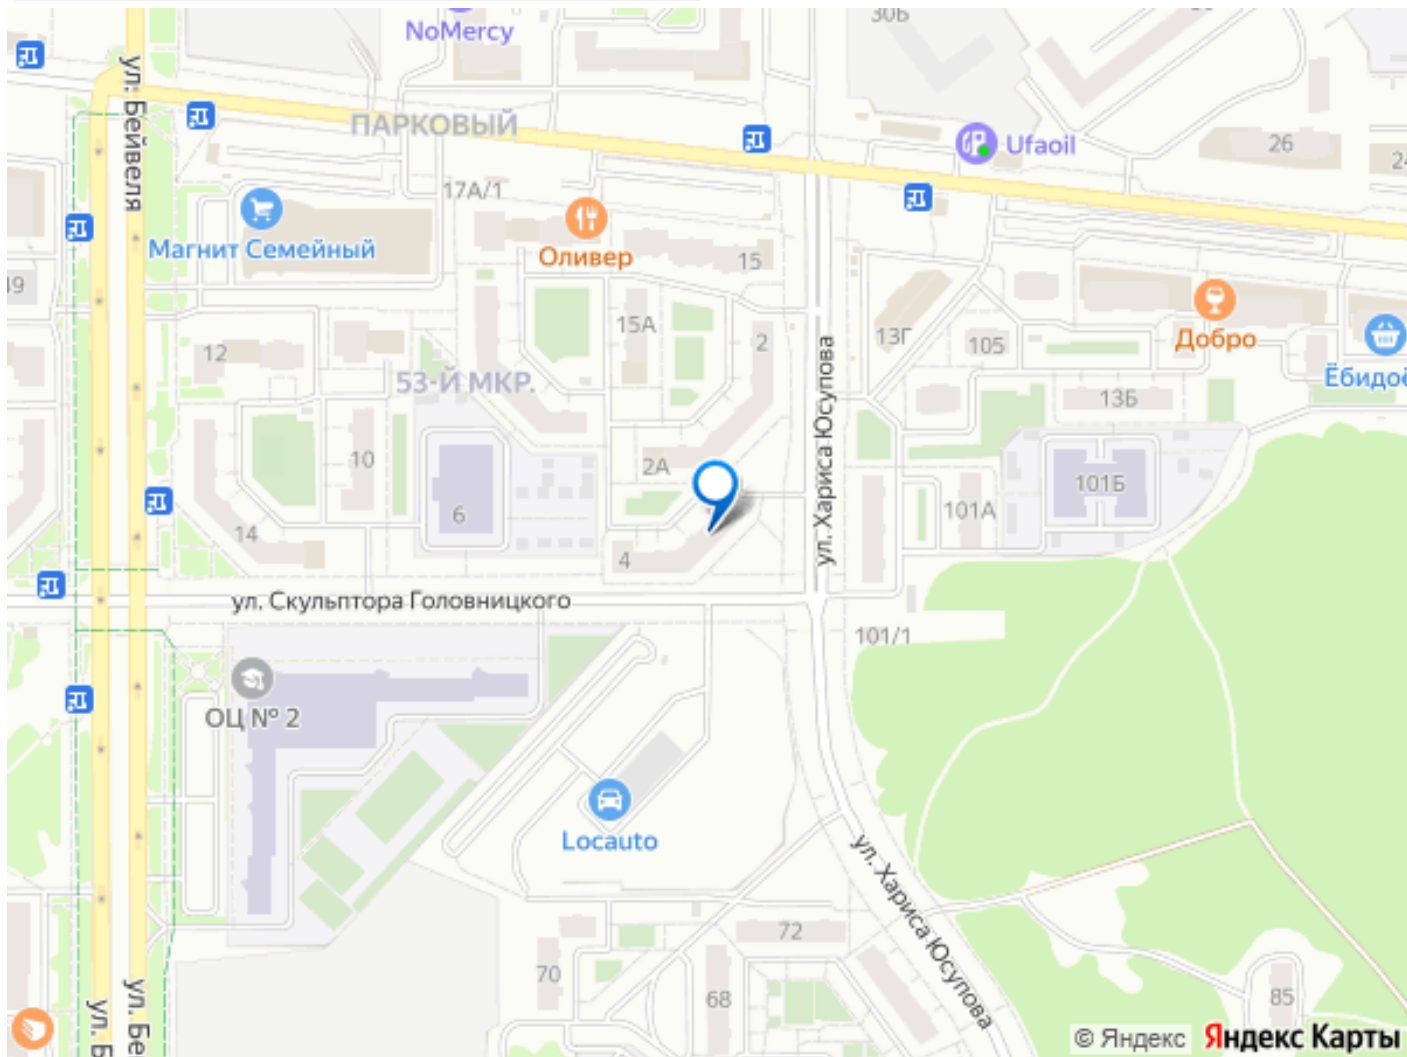 NoMercy
30Б
ул. Бейвеля
ПАРКОВЫЙ
Ufaoil
26
17А/1
Магнит Семейный
Оливер
15
49
15А
2
13Г
105
Добро
12
53-Й МКР.
Ёбидоё
13Б
ул. Хариса Юсупова
10
2А
101Б
6
101А
14
4
ул. Скульптора Головницкого
101/1
ОЦ № 2
Locauto
ул. Хариса Юсупова
72
70
68
85
ул. Бе
ул. Б
© Яндекс Яндекс Карты